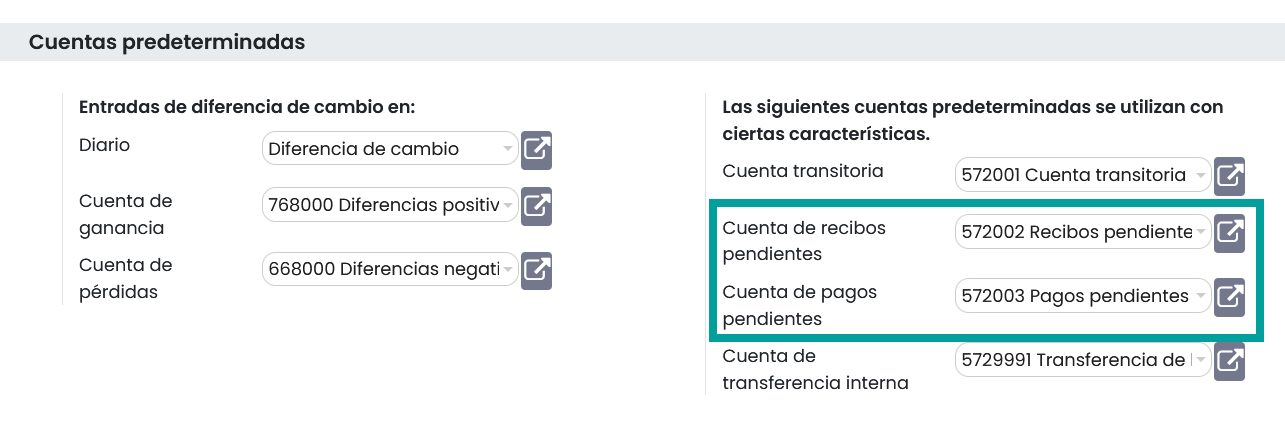 Cuentas predeterminadas
Entradas de diferencia de cambio en:
Diario
Diferencia de cambio
Cuenta de
ganancia
768000 Diferencias positiv
Cuenta de
pérdidas
668000 Diferencias negati
Las siguientes cuentas predeterminadas se utilizan con
ciertas características.
Cuenta transitoria
572001 Cuenta transitoria
Cuenta de recibos
pendientes
572002 Recibos pendiente
Cuenta de pagos
pendientes
572003 Pagos pendientes
Cuenta de
transferencia interna
5729991 Transferencia de